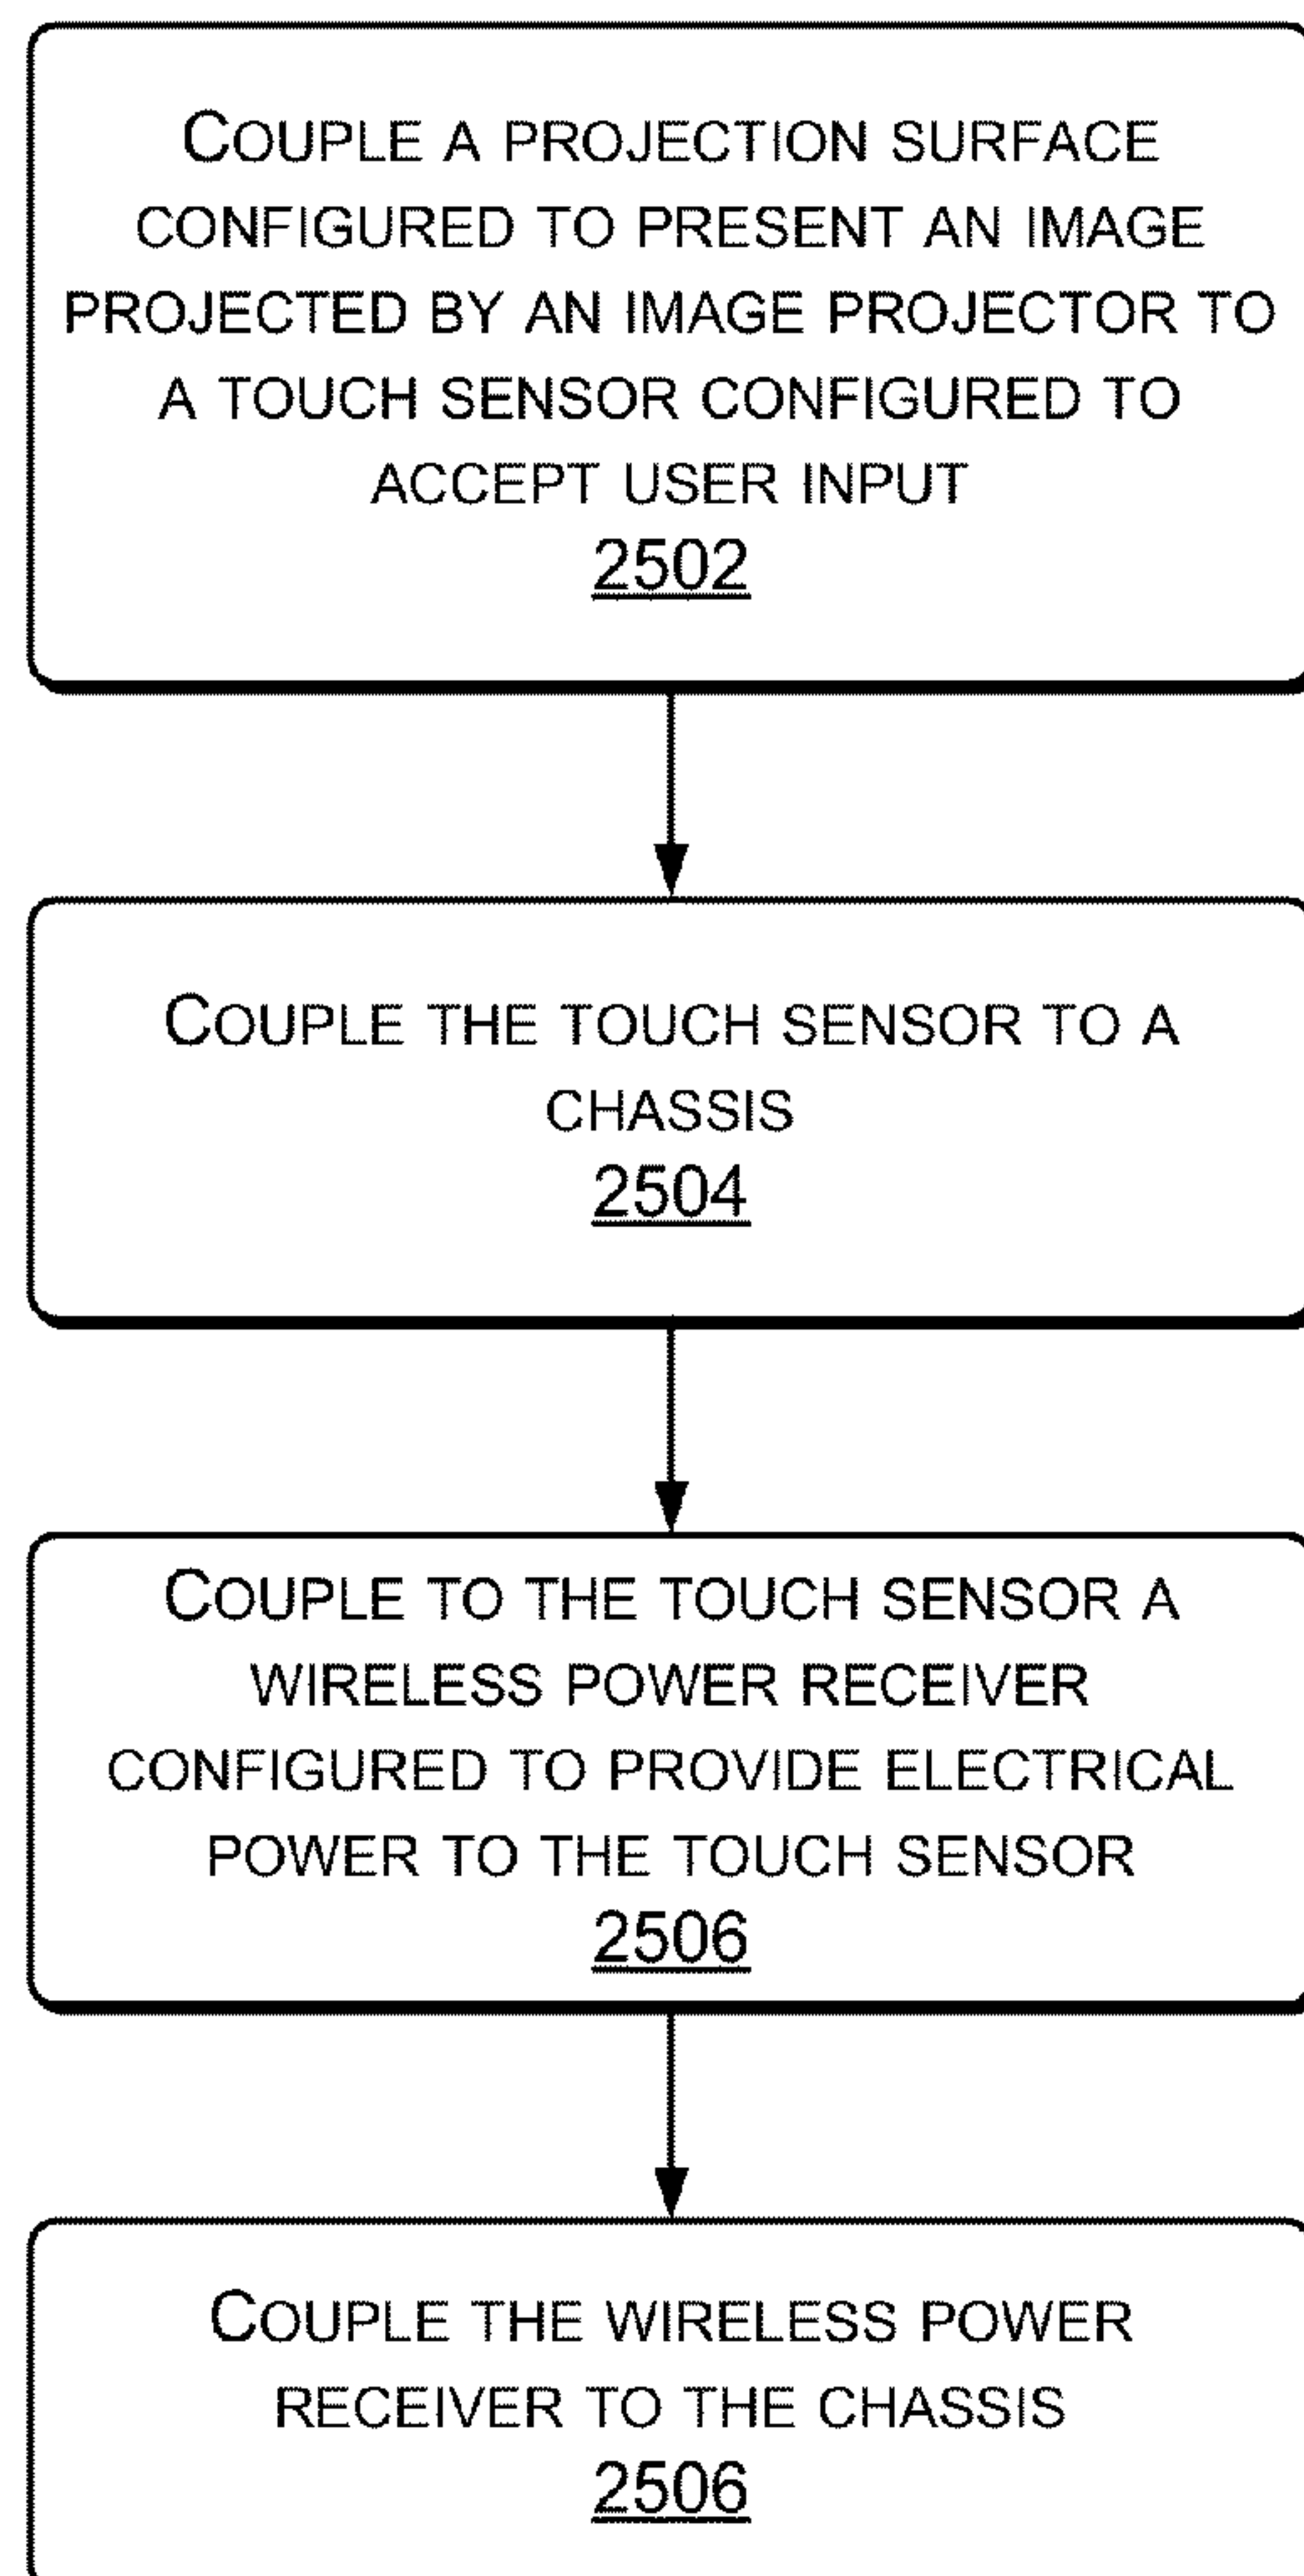 COUPLE A PROJECTION SURFACE
CONFIGURED TO PRESENT AN IMAGE
PROJECTED BY AN IMAGE PROJECTOR TO
A TOUCH SENSOR CONFIGURED TO
ACCEPT USER INPUT
2502
COUPLE THE TOUCH SENSOR TO A
CHASSIS
2504
COUPLE TO THE TOUCH SENSOR A
WIRELESS POWER RECEIVER
CONFIGURED TO PROVIDE ELECTRICAL
POWER TO THE TOUCH SENSOR
2506
COUPLE THE WIRELESS POWER
RECEIVER TO THE CHASSIS
2506